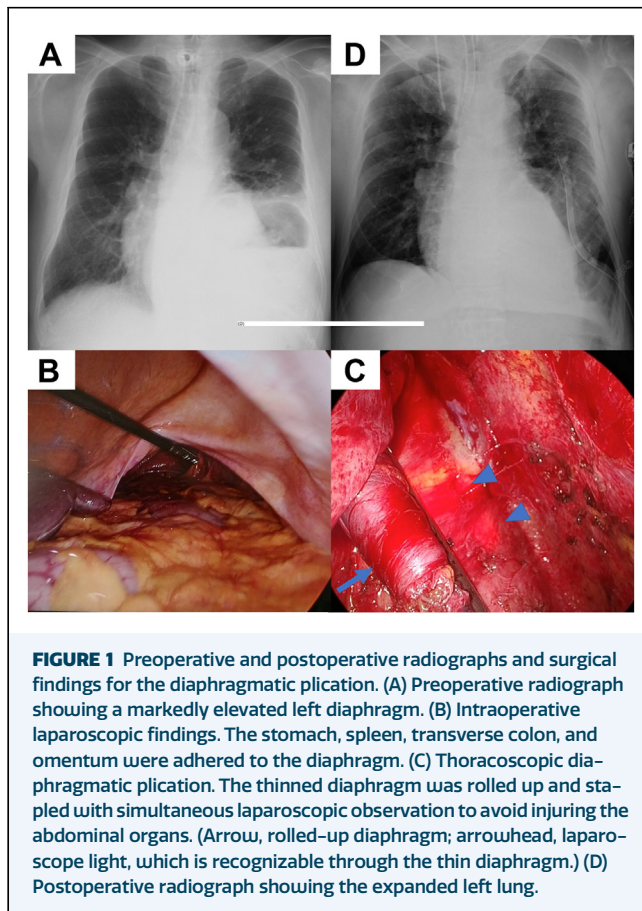 A
D
B
C
FIGURE 1 Preoperative and postoperative radiographs and surgical
findings for the diaphragmatic plication. (A) Preoperative radiograph
showing a markedly elevated left diaphragm. (B) Intraoperative
laparoscopic findings. The stomach, spleen, transverse colon, and
omentum were adhered to the diaphragm. (C) Thoracoscopic dia-
phragmatic plication. The thinned diaphragm was rolled up and sta-
pled with simultaneous laparoscopic observation to avoid injuring the
abdominal organs. (Arrow, rolled-up diaphragm; arrowhead, laparo-
scope light, which is recognizable through the thin diaphragm.) (D)
Postoperative radiograph showing the expanded left lung.